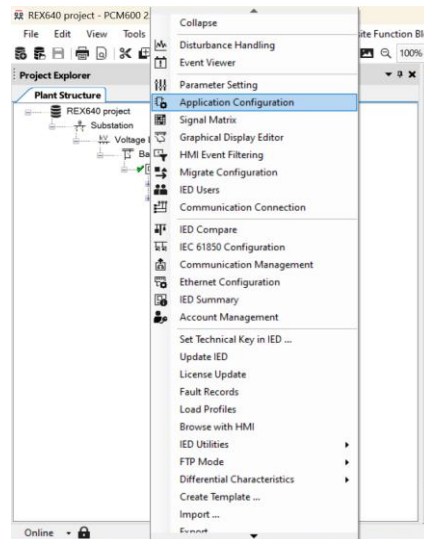 REX640 project - PCM600 2.
File Edit View Tools
ite Function Bl
100%
Project Explorer
Plant Structure
REX640 project
Substation
Voltage l
Ba
Collapse
Disturbance Handling
Event Viewer
Parameter Setting
Application Configuration
Signal Matrix
Graphical Display Editor
HMI Event Filtering
Migrate Configuration
IED Users
Communication Connection
IED Compare
IEC 61850 Configuration
Communication Management
Ethernet Configuration
IED Summary
Account Management
Set Technical Key in IED ...
Update IED
License Update
Fault Records
Load Profiles
Browse with HMI
IED Utilities
FTP Mode
Differential Characteristics
Create Template ...
Import ...
Export
Online